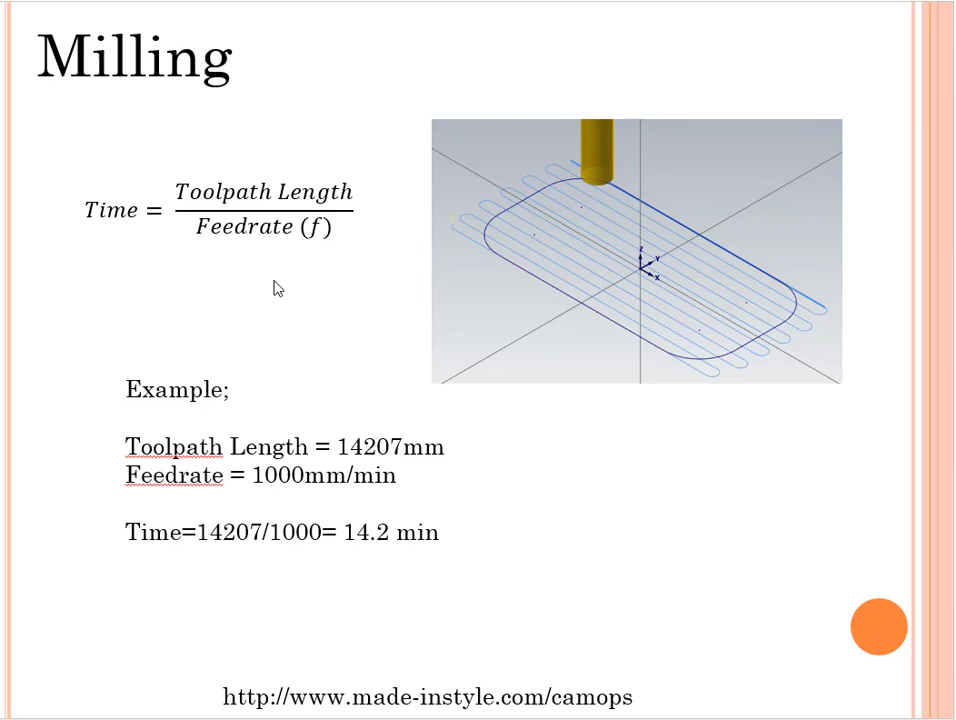 Milling
Time = Toolpath Length
Feedrate (f)
Z
Y
X
Example;
Toolpath Length = 14207mm
Feedrate = 1000mm/min
Time=14207/1000= 14.2 min
http://www.made-instyle.com/camops